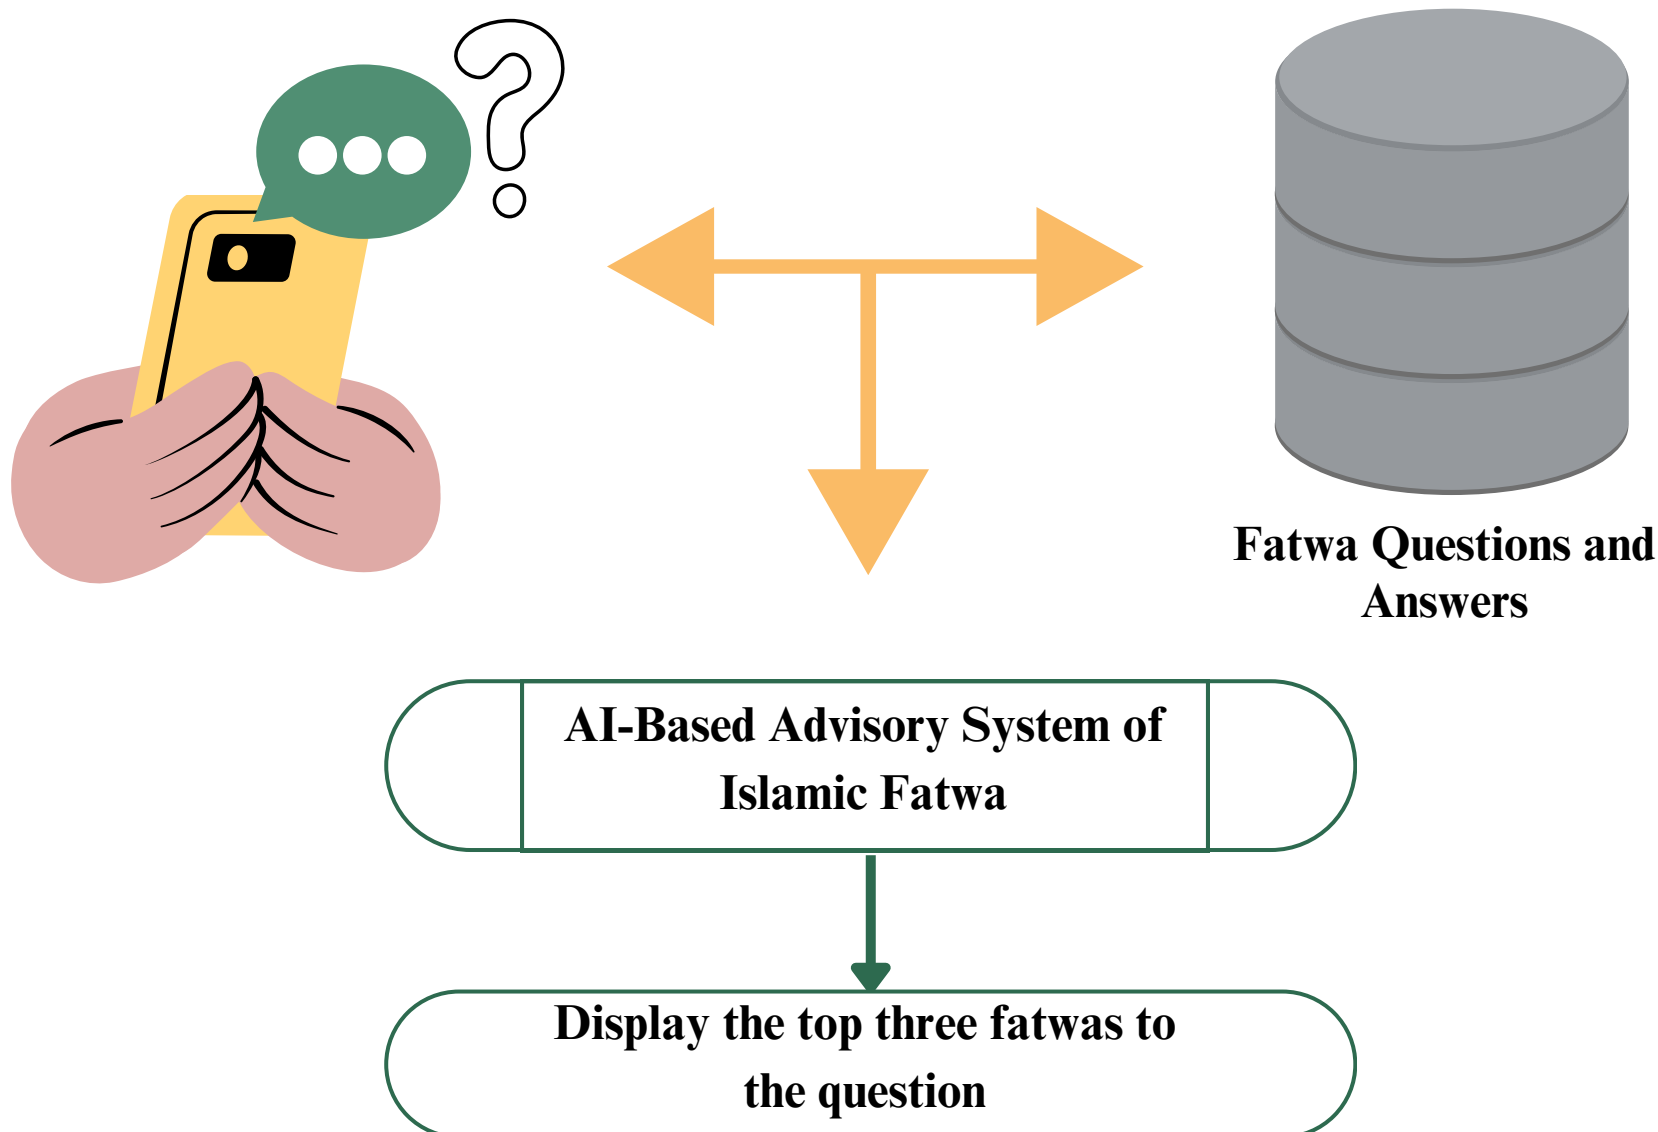 Fatwa Questions and
Answers
AI-Based Advisory System of
Islamic Fatwa
Display the top three fatwas to
the question